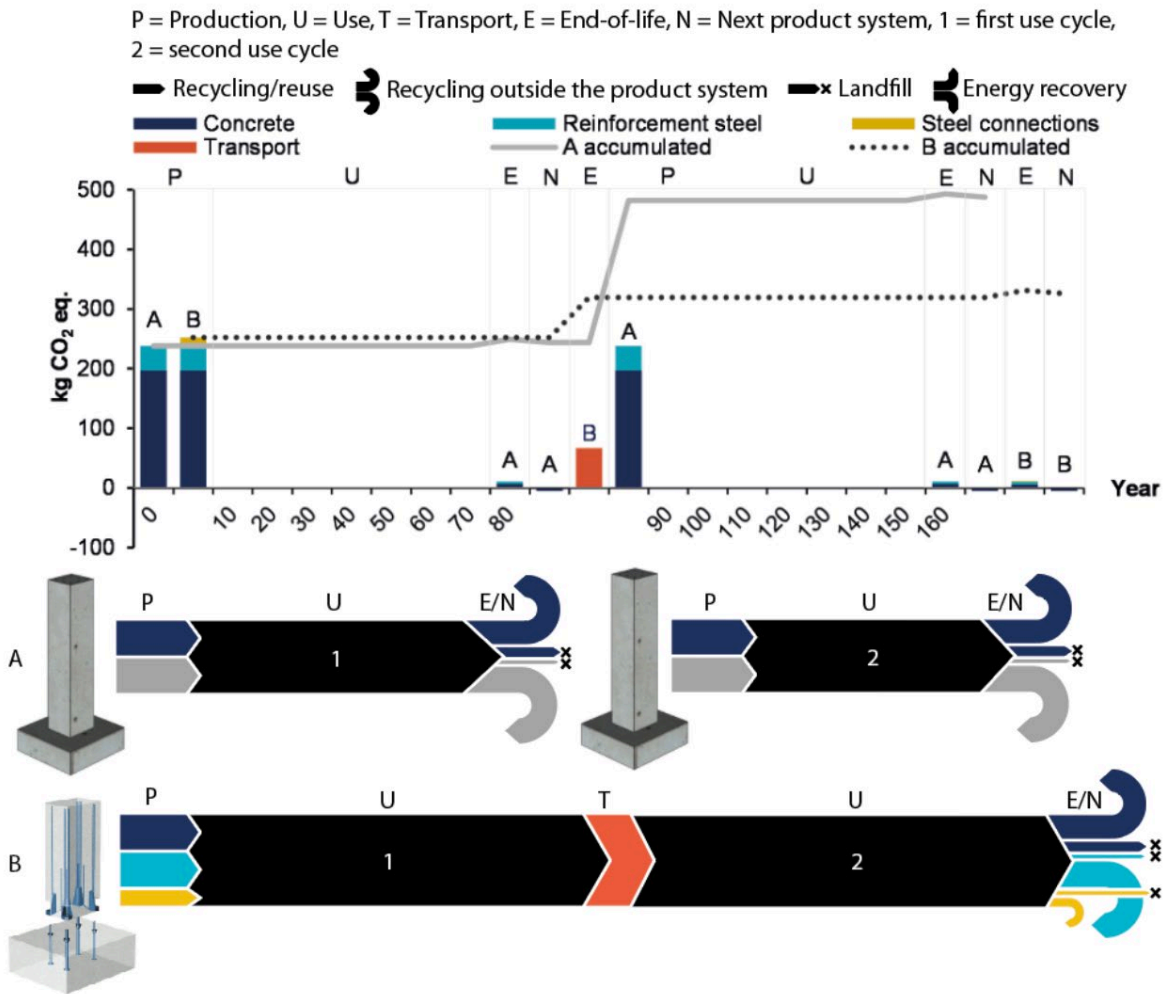 P = Production, U = Use, T = Transport, E = End-of-life, N = Next product system, 1 = first use cycle,
2 = second use cycle
Recycling/reuse Recycling outside the product system Landfill Energy recovery
Concrete Reinforcement steel Steel connections
Transport A accumulated B accumulated
P U E N E P U E N E N
500
400
300
200
100
0
-100
kg CO₂ eq.
A B A A B A A A B B
0 10 20 30 40 50 60 70 80 90 100 110 120 130 140 150 160
Year
P U E/N P U E/N
A 1 2
P U T U E/N
B 1 2